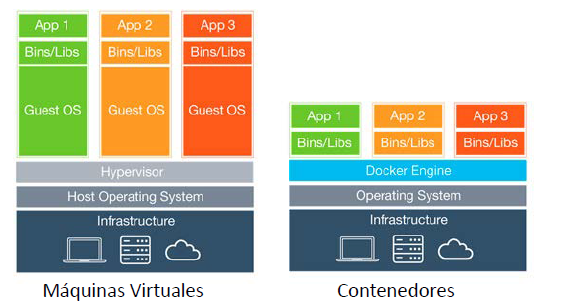 App 1
App 2
App 3
Bins/Libs
Bins/Libs
Bins/Libs
Guest OS
Guest OS
Guest OS
Hypervisor
Host Operating System
Infrastructure
Máquinas Virtuales
App 1
App 2
App 3
Bins/Libs
Bins/Libs
Bins/Libs
Docker Engine
Operating System
Infrastructure
Contenedores